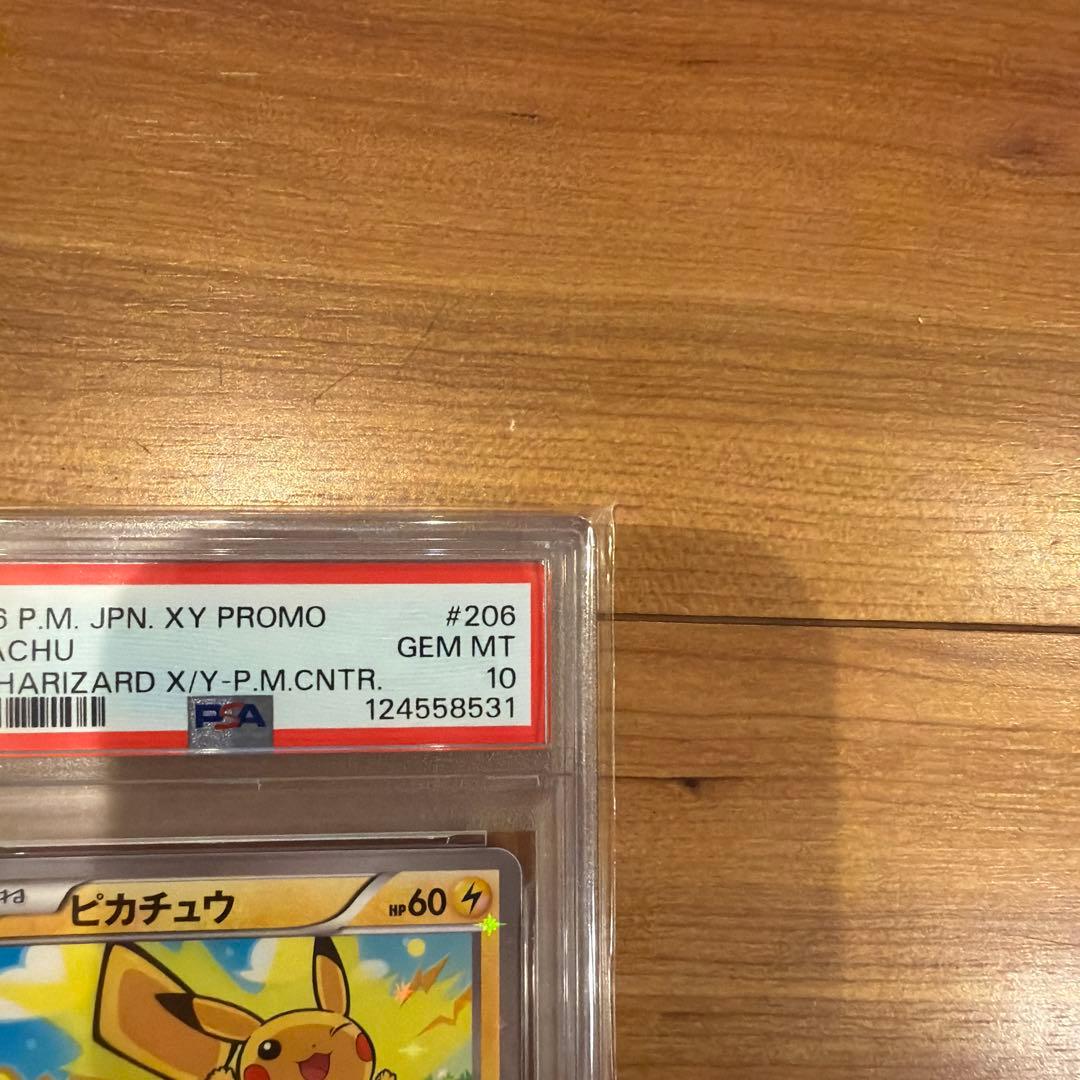 6 P.M. JPN. XY PROMO #206
ACHU GEM MT
HARIZARD X/Y-P.M.CNTR. 10
PSA 124558531
ピカチュウ HP60